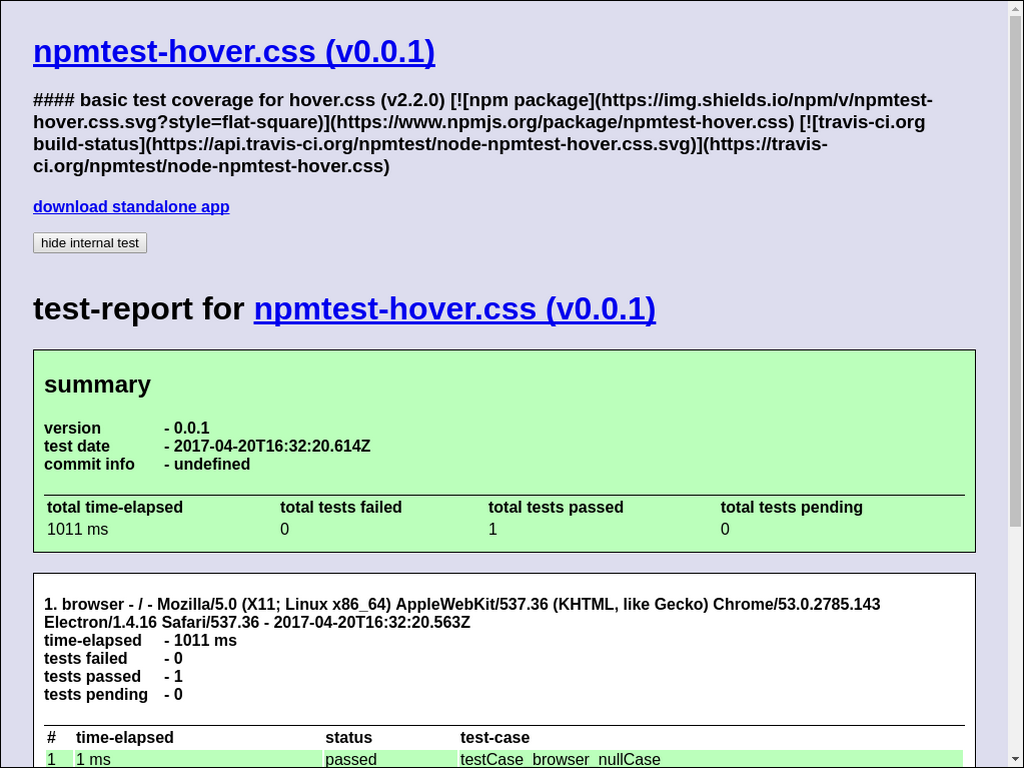 npmtest-hover.css (v0.0.1)
#### basic test coverage for hover.css (v2.2.0) [![npm package](https://img.shields.io/npm/v/npmtest-
hover.css.svg?style=flat-square)](https://www.npmjs.org/package/npmtest-hover.css) [![travis-ci.org
build-status](https://api.travis-ci.org/npmtest/node-npmtest-hover.css.svg)](https://travis-
ci.org/npmtest/node-npmtest-hover.css)
download standalone app
hide internal test
test-report for npmtest-hover.css (v0.0.1)
summary
version - 0.0.1
test date - 2017-04-20T16:32:20.614Z
commit info - undefined
total time-elapsed total tests failed total tests passed total tests pending
1011 ms 0 1 0
1. browser - / - Mozilla/5.0 (X11; Linux x86_64) AppleWebKit/537.36 (KHTML, like Gecko) Chrome/53.0.2785.143
Electron/1.4.16 Safari/537.36 - 2017-04-20T16:32:20.563Z
time-elapsed - 1011 ms
tests failed - 0
tests passed - 1
tests pending - 0
# time-elapsed status test-case
1 1 ms passed testCase_browser_nullCase